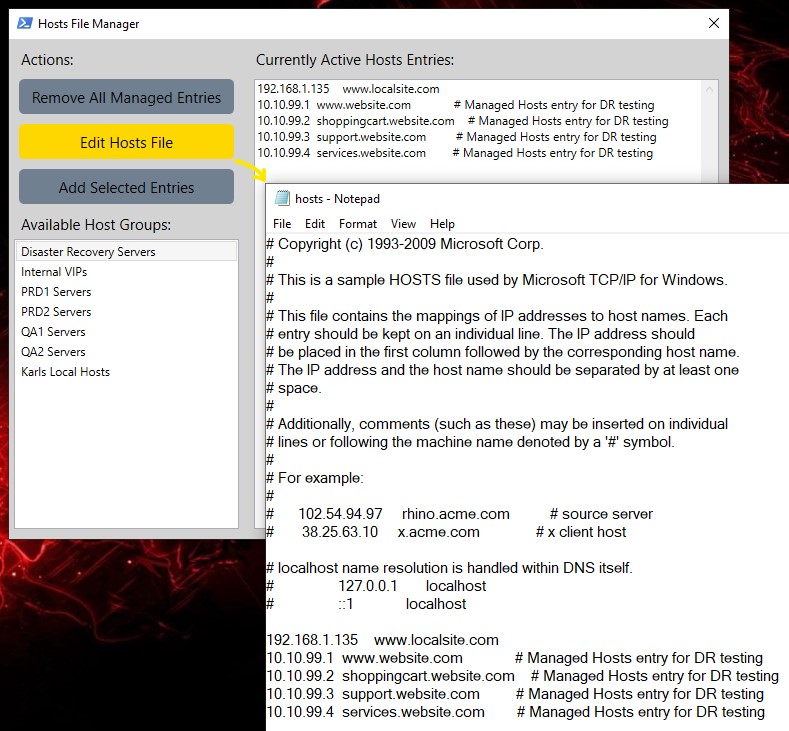 Hosts File Manager
Actions:
Remove All Managed Entries
Edit Hosts File
Add Selected Entries
Available Host Groups:
Disaster Recovery Servers
Internal VIPs
PRD1 Servers
PRD2 Servers
QA1 Servers
QA2 Servers
Karls Local Hosts
Currently Active Hosts Entries:
192.168.1.135 www.localsite.com
10.10.99.1 www.website.com # Managed Hosts entry for DR testing
10.10.99.2 shoppingcart.website.com # Managed Hosts entry for DR testing
10.10.99.3 support.website.com # Managed Hosts entry for DR testing
10.10.99.4 services.website.com # Managed Hosts entry for DR testing
hosts - Notepad
File Edit Format View Help
# Copyright (c) 1993-2009 Microsoft Corp.
#
# This is a sample HOSTS file used by Microsoft TCP/IP for Windows.
#
# This file contains the mappings of IP addresses to host names. Each
# entry should be kept on an individual line. The IP address should
# be placed in the first column followed by the corresponding host name.
# The IP address and the host name should be separated by at least one
# space.
#
# Additionally, comments (such as these) may be inserted on individual
# lines or following the machine name denoted by a '#' symbol.
#
# For example:
#
# 102.54.94.97 rhino.acme.com # source server
# 38.25.63.10 x.acme.com # x client host
# localhost name resolution is handled within DNS itself.
# 127.0.0.1 localhost
# ::1 localhost
192.168.1.135 www.localsite.com
10.10.99.1 www.website.com # Managed Hosts entry for DR testing
10.10.99.2 shoppingcart.website.com # Managed Hosts entry for DR testing
10.10.99.3 support.website.com # Managed Hosts entry for DR testing
10.10.99.4 services.website.com # Managed Hosts entry for DR testing